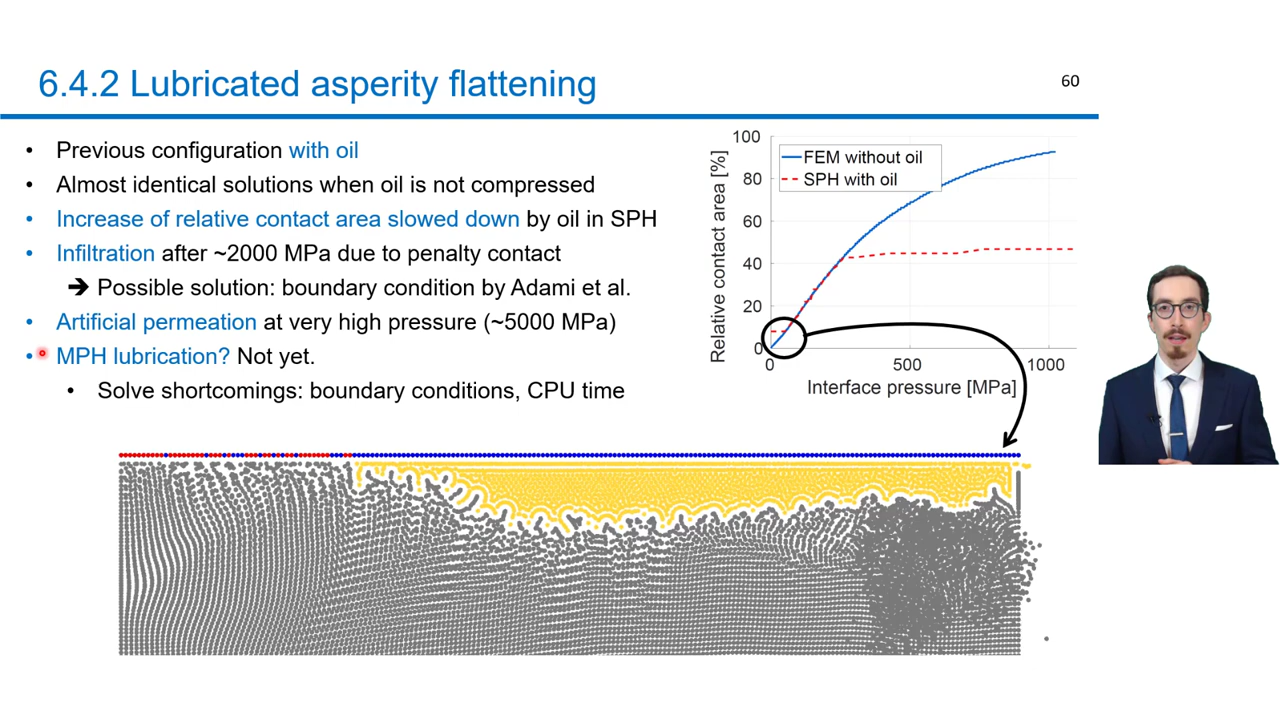 6.4.2 Lubricated asperity flattening
60
• Previous configuration with oil
• Almost identical solutions when oil is not compressed
• Increase of relative contact area slowed down by oil in SPH
• Infiltration after ~2000 MPa due to penalty contact
➔ Possible solution: boundary condition by Adami et al.
• Artificial permeation at very high pressure (~5000 MPa)
• MPH lubrication? Not yet.
• Solve shortcomings: boundary conditions, CPU time
Relative contact area [%]
100
80
60
40
20
0
FEM without oil
SPH with oil
0 500 1000
Interface pressure [MPa]